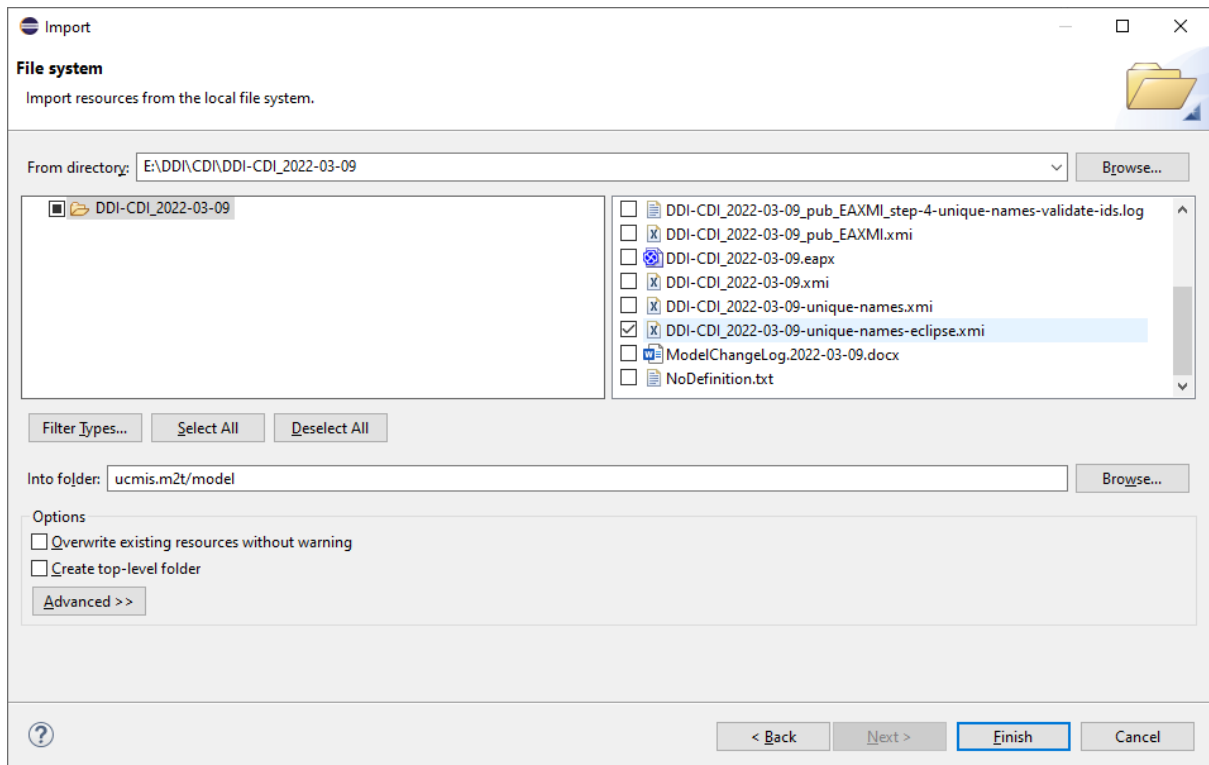 Import
File system
Import resources from the local file system.
From directory: E:\DDI\CDI\DDI-CDI_2022-03-09 Browse...
DDI-CDI_2022-03-09
DDI-CDI_2022-03-09_pub_EAXMI_step-4-unique-names-validate-ids.log
DDI-CDI_2022-03-09_pub_EAXMI.xmi
DDI-CDI_2022-03-09.eapx
DDI-CDI_2022-03-09.xmi
DDI-CDI_2022-03-09-unique-names.xmi
DDI-CDI_2022-03-09-unique-names-eclipse.xmi
ModelChangeLog.2022-03-09.docx
NoDefinition.txt
Filter Types... Select All Deselect All
Into folder: ucmis.m2t/model Browse...
Options
Overwrite existing resources without warning
Create top-level folder
Advanced >>
? < Back Next > Finish Cancel